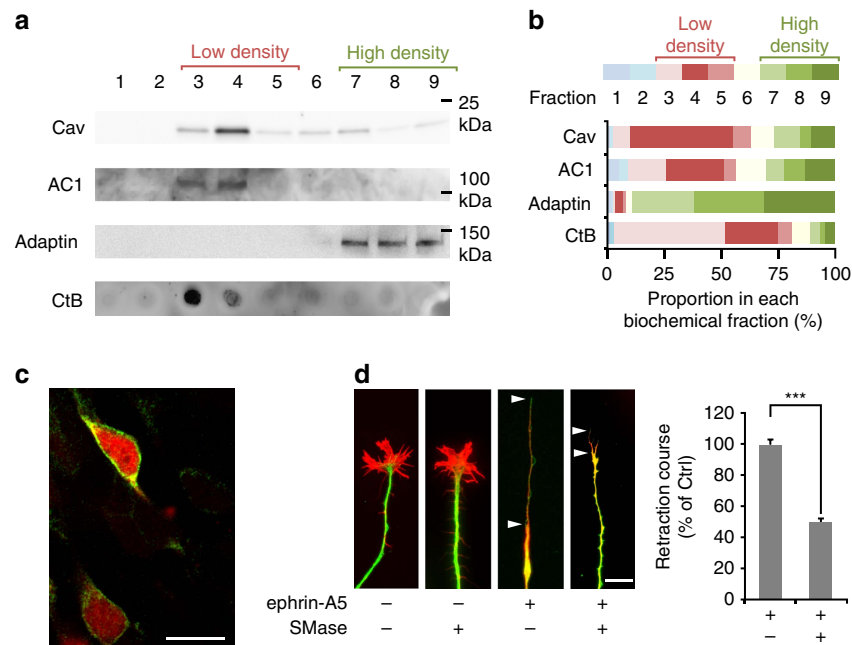 a
Low density
High density
1 2 3 4 5 6 7 8 9
25
kDa
Cav
AC1
100
kDa
Adaptin
150
kDa
CtB
b
Low
density
High
density
Fraction 1 2 3 4 5 6 7 8 9
Cav
AC1
Adaptin
CtB
0 25 50 75 100
Proportion in each
biochemical fraction (%)
c
d
ephrin-A5 – – + +
SMase – + – +
***
120
100
80
60
40
20
0
Retraction course
(% of Ctrl)
+ +
– +